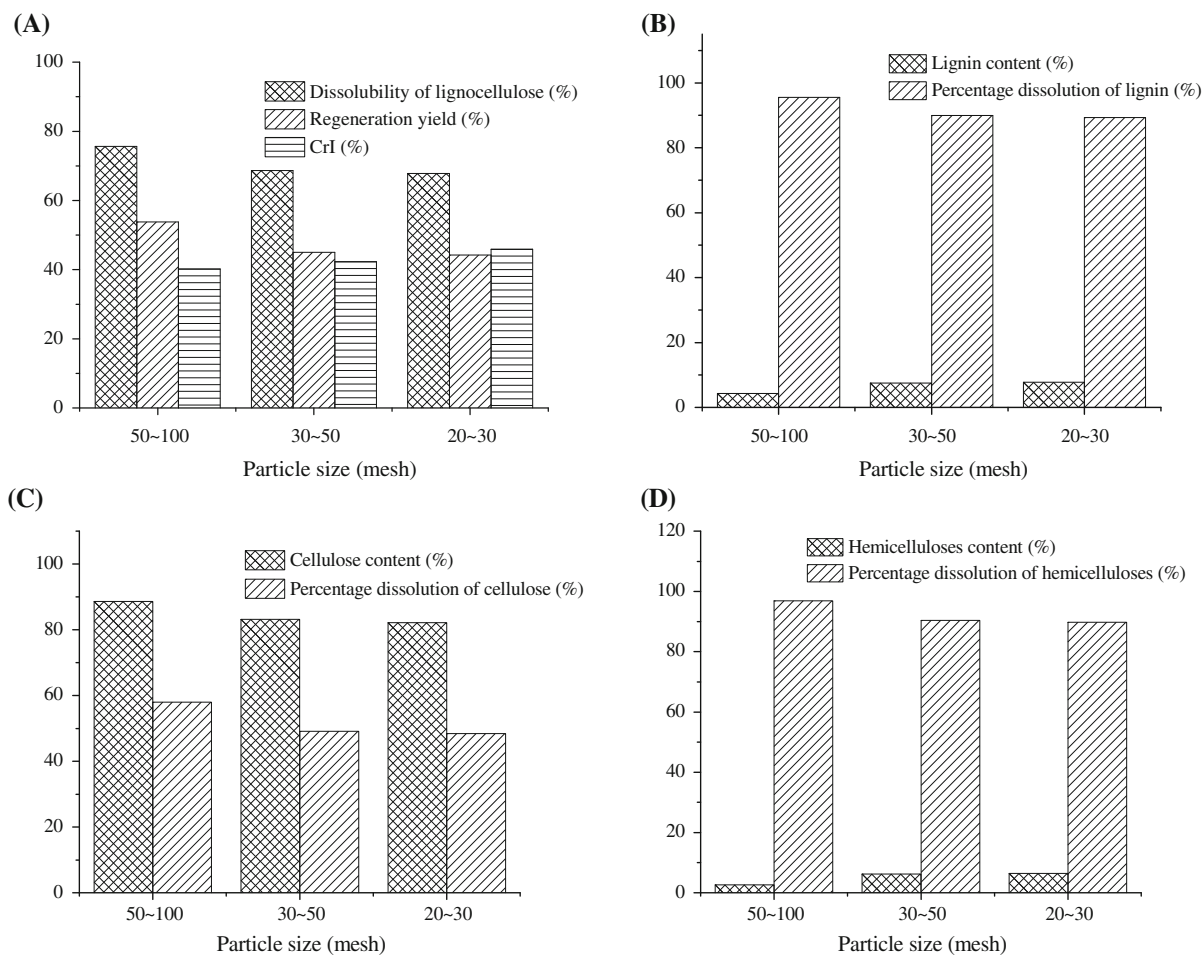 (A)
100
80
60
40
20
0
Dissolubility of lignocellulose (%)
Regeneration yield (%)
CrI (%)
50~100 30~50 20~30
Particle size (mesh)
(B)
100
80
60
40
20
0
Lignin content (%)
Percentage dissolution of lignin (%)
50~100 30~50 20~30
Particle size (mesh)
(C)
100
80
60
40
20
0
Cellulose content (%)
Percentage dissolution of cellulose (%)
50~100 30~50 20~30
Particle size (mesh)
(D)
120
100
80
60
40
20
0
Hemicelluloses content (%)
Percentage dissolution of hemicelluloses (%)
50~100 30~50 20~30
Particle size (mesh)